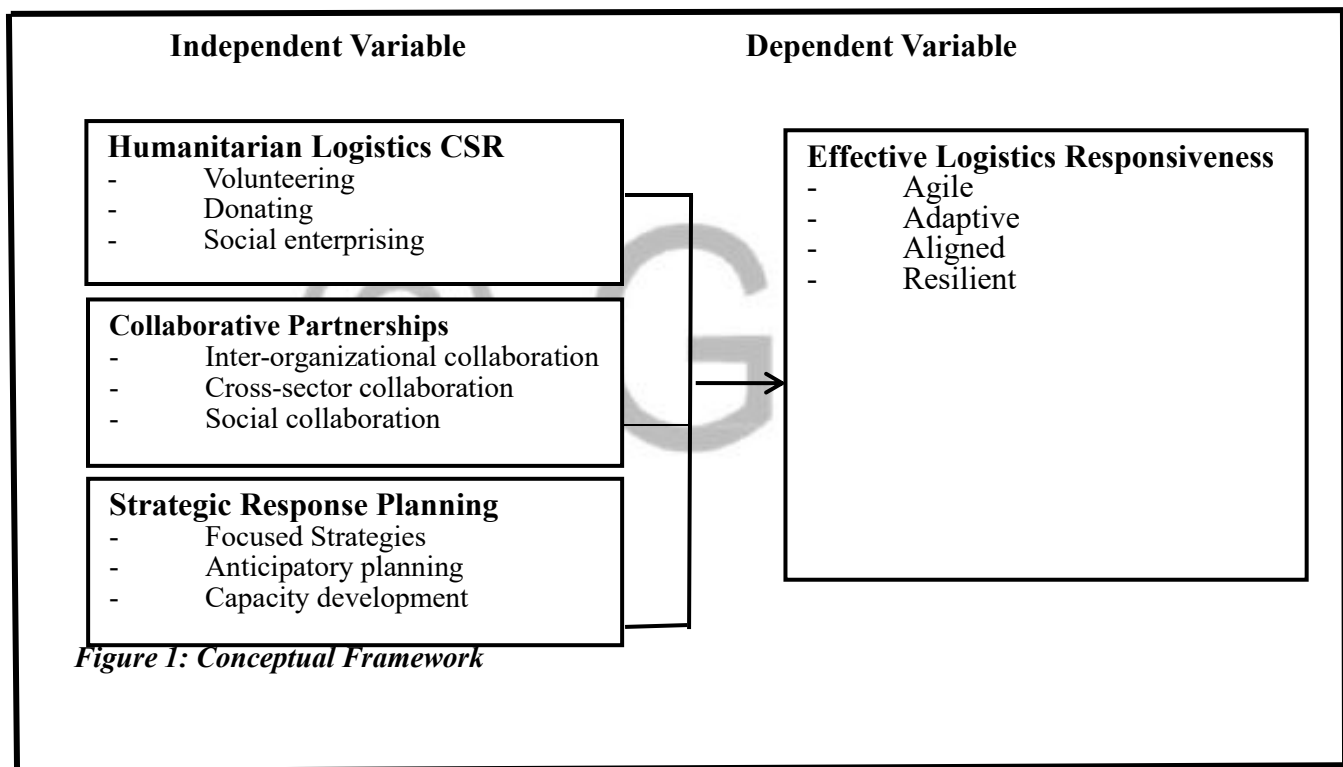 Independent Variable
Dependent Variable
Humanitarian Logistics CSR
- Volunteering
- Donating
- Social enterprising
Collaborative Partnerships
- Inter-organizational collaboration
- Cross-sector collaboration
- Social collaboration
Strategic Response Planning
- Focused Strategies
- Anticipatory planning
- Capacity development
Effective Logistics Responsiveness
- Agile
- Adaptive
- Aligned
- Resilient
G
Figure 1: Conceptual Framework